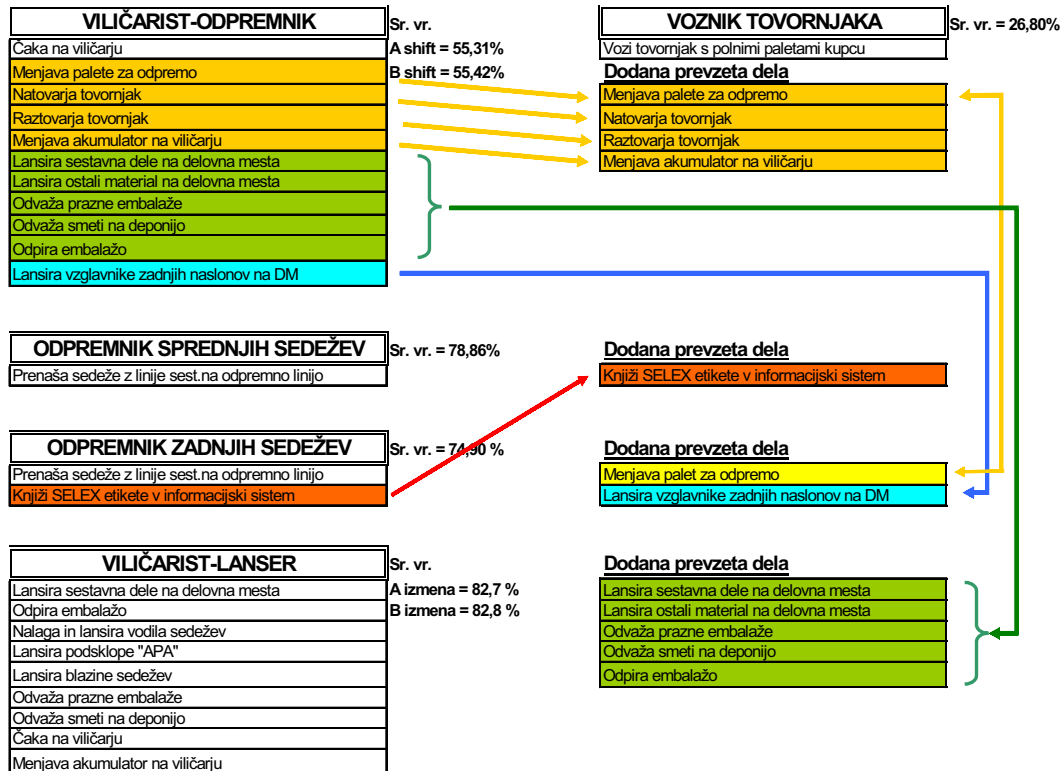 VILIČARIST-ODPREMNIK
Sr. vr.
Čaka na viličarju
A shift = 55,31%
Menjava palete za odpremo
B shift = 55,42%
Natovarja tovornjak
Raztovarja tovornjak
Menjava akumulator na viličarju
Lansira sestavna dele na delovna mesta
Lansira ostali material na delovna mesta
Odvaža prazne embalaže
Odvaža smeti na deponijo
Odpira embalažo
Lansira vzglavnike zadnjih naslonov na DM
VOZNIK TOVORNJAKA
Sr. vr. = 26,80%
Vozi tovornjak s polnimi paletami kupcu
Dodana prevzeta dela
Menjava palete za odpremo
Natovarja tovornjak
Raztovarja tovornjak
Menjava akumulator na viličarju
ODPREMNIK SPREDNJIH SEDEŽEV
Sr. vr. = 78,86%
Prenaša sedeže z linije sest.na odpremno linijo
Dodana prevzeta dela
Knjiži SELEX etikete v informacijski sistem
ODPREMNIK ZADNJIH SEDEŽEV
Sr. vr. = 74,90 %
Prenaša sedeže z linije sest.na odpremno linijo
Knjiži SELEX etikete v informacijski sistem
Dodana prevzeta dela
Menjava palet za odpremo
Lansira vzglavnike zadnjih naslonov na DM
VILIČARIST-LANSER
Sr. vr.
Lansira sestavna dele na delovna mesta
A izmena = 82,7 %
Odpira embalažo
B izmena = 82,8 %
Nalaga in lansira vodila sedežev
Lansira podsklope "APA"
Lansira blazine sedežev
Odvaža prazne embalaže
Odvaža smeti na deponijo
Čaka na viličarju
Menjava akumulator na viličarju
Dodana prevzeta dela
Lansira sestavna dele na delovna mesta
Lansira ostali material na delovna mesta
Odvaža prazne embalaže
Odvaža smeti na deponijo
Odpira embalažo